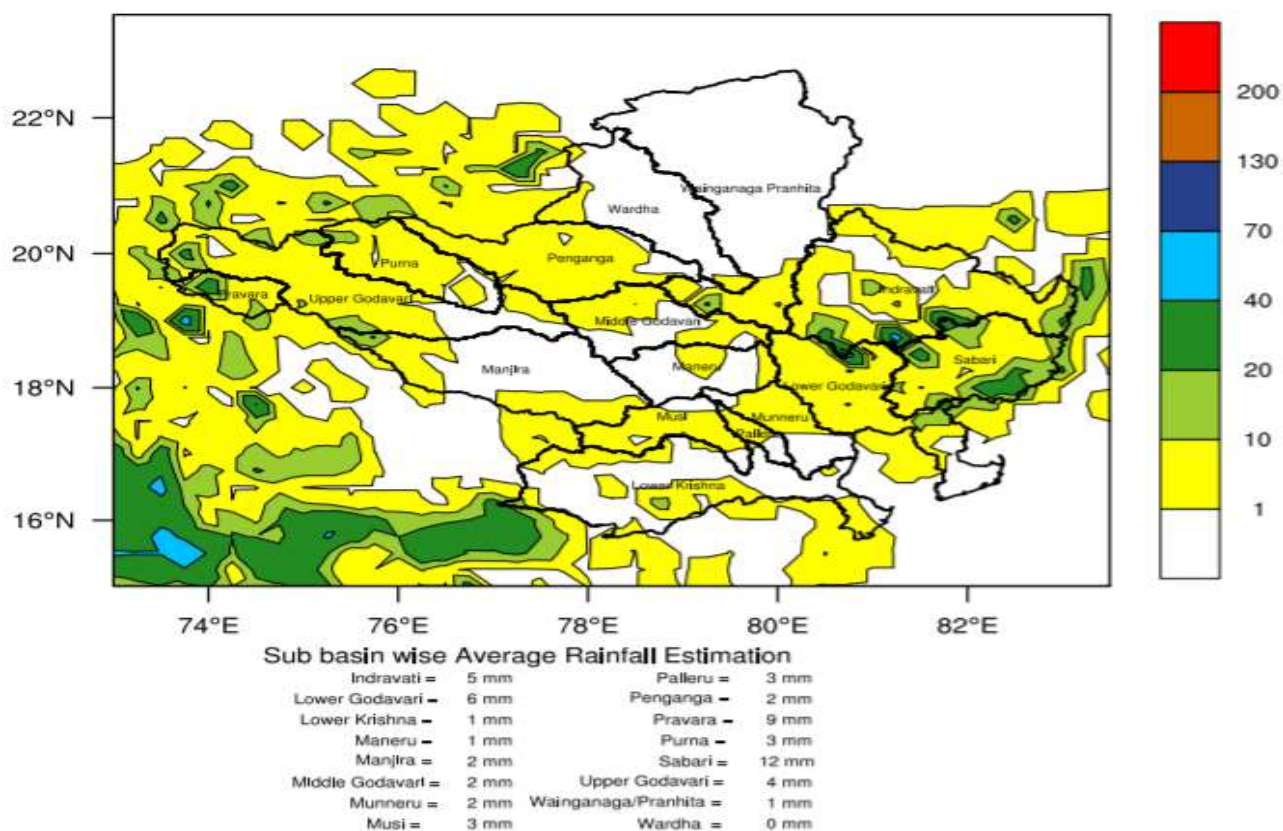 22°N
20°N
18°N
16°N
74°E 76°E 78°E 80°E 82°E
200
130
70
40
20
10
1
Wainganaga Pranhita
Wardha
Purna
Penganga
Indravati
Pravara
Upper Godavari
Middle Godavari
Manjira
Maneru
Sabari
Lower Godavari
Musi
Munneru
Lower Krishna
Sub basin wise Average Rainfall Estimation
Indravati = 5 mm Palleru = 3 mm
Lower Godavari = 6 mm Penganga = 2 mm
Lower Krishna = 1 mm Pravara = 9 mm
Maneru = 1 mm Purna = 3 mm
Manjira = 2 mm Sabari = 12 mm
Middle Godavari = 2 mm Upper Godavari = 4 mm
Munneru = 2 mm Wainganaga/Pranhita = 1 mm
Musi = 3 mm Wardha = 0 mm